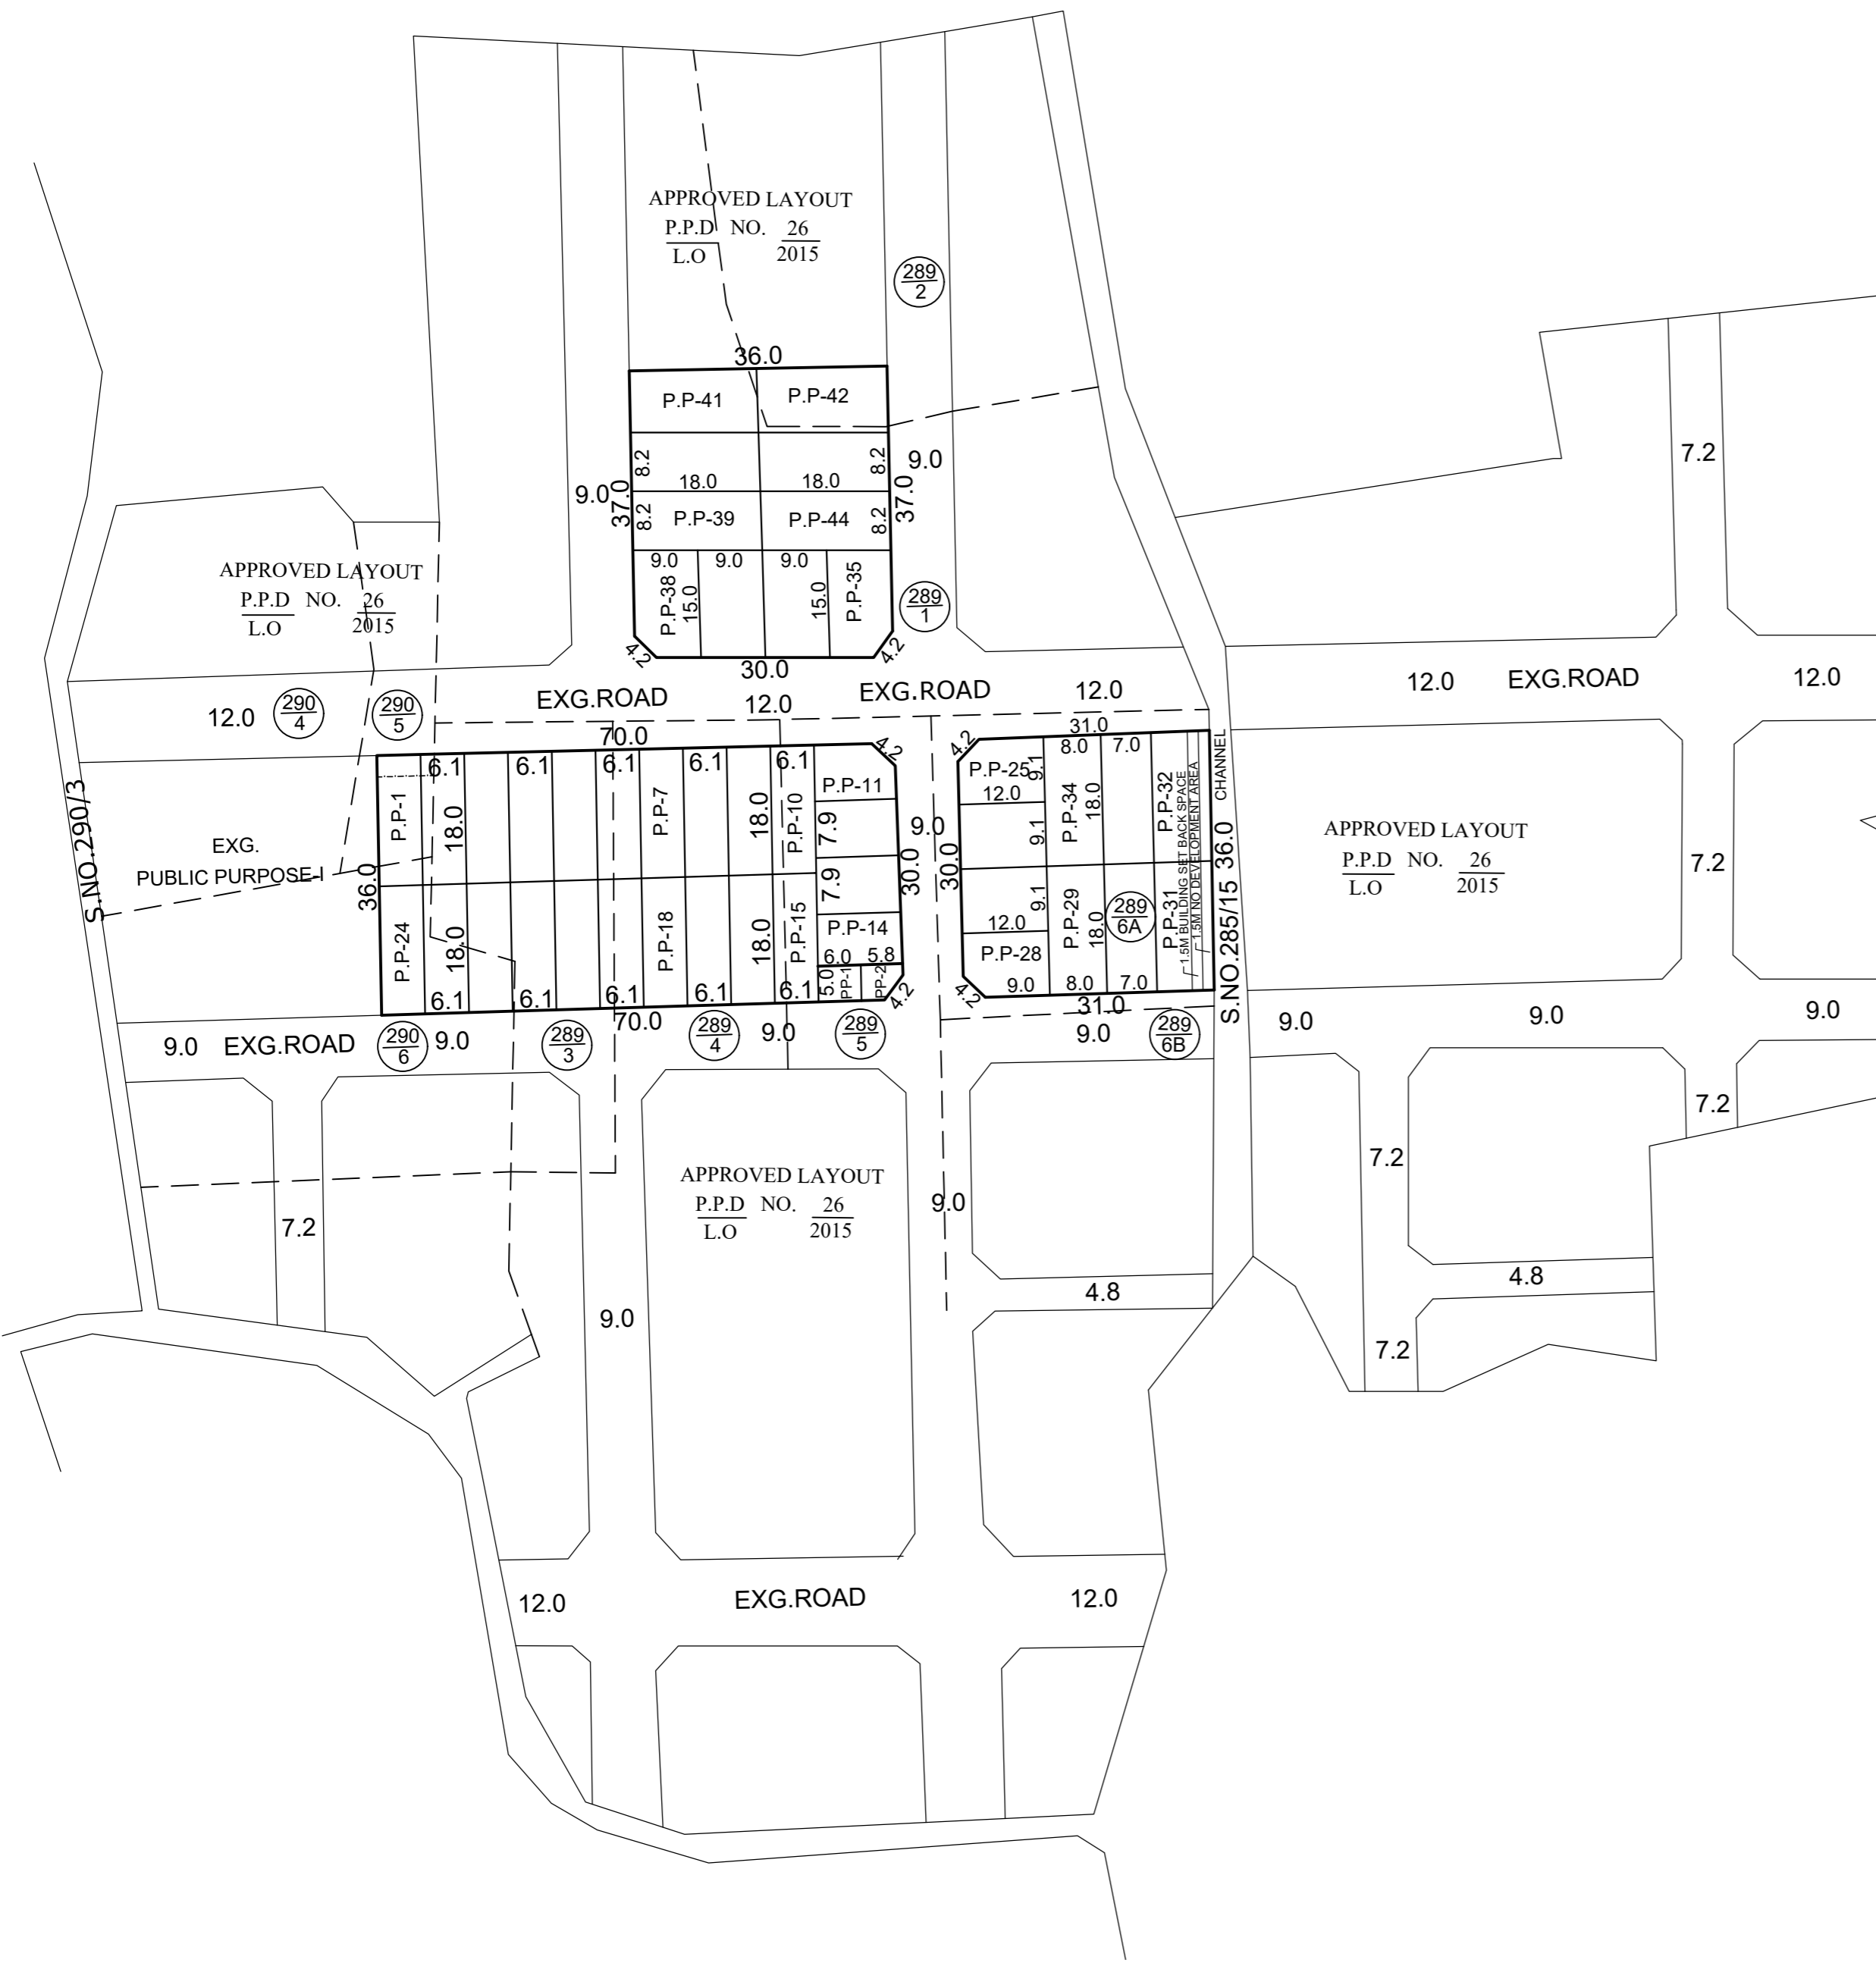 APPROVED LAYOUT
P.P.D NO. 26
L.O 2015
289
2
36.0
P.P-41 P.P-42
8.2 8.2
9.0
7.2
18.0 18.0
9.0 37.0 37.0
8.2 P.P-39 P.P-44 8.2
9.0 9.0 9.0
P.P-38 15.0 15.0 P.P-35
APPROVED LAYOUT
P.P.D NO. 26
L.O 2015
289
1
4.2 30.0 4.2
12.0 290
4
290
5
EXG.ROAD 12.0 EXG.ROAD 12.0
12.0 EXG.ROAD 12.0
70.0 4.2
6.1 6.1 6.1 6.1 6.1
P.P-1 18.0 P.P-7 18.0 P.P-10
P.P-11
7.9
7.9
P.P-14
6.0 5.8
5.0 PP-1 PP-2
4.2
36.0 30.0
P.P-24 18.0 P.P-18 18.0 P.P-15
6.1 6.1 6.1 6.1 6.1
70.0
S.NO.290/3
EXG.
PUBLIC PURPOSE-I
9.0
4.2 31.0
8.0 7.0
P.P-25 9.1
12.0
9.1 P.P-34 18.0 P.P-32
30.0
9.1 P.P-29 18.0 289
6A
P.P-31
12.0
P.P-28
4.2 9.0 8.0 7.0
31.0
1.5M BUILDING SET BACK SPACE
1.5M NO DEVELOPMENT AREA
36.0
S.NO.285/15 CHANNEL
APPROVED LAYOUT
P.P.D NO. 26
L.O 2015
7.2
9.0 EXG.ROAD 290
6
9.0 289
3
289
4
9.0 289
5
9.0 289
6B
9.0 9.0 9.0
7.2
7.2
7.2
APPROVED LAYOUT
P.P.D NO. 26
L.O 2015
9.0
9.0
4.8
4.8
7.2
12.0 EXG.ROAD 12.0